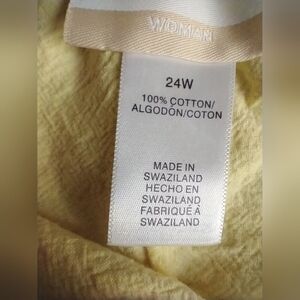 WOMAN
24W
100% COTTON/
ALGODÓN/COTON
MADE IN
SWAZILAND
HECHO EN
SWAZILAND
FABRIQUÉ À
SWAZILAND